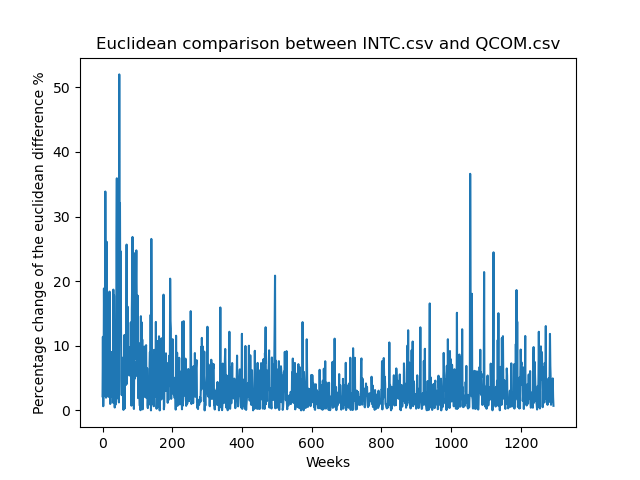 Euclidean comparison between INTC.csv and QCOM.csv
Percentage change of the euclidean difference %
50
40
30
20
10
0
0 200 400 600 800 1000 1200
Weeks